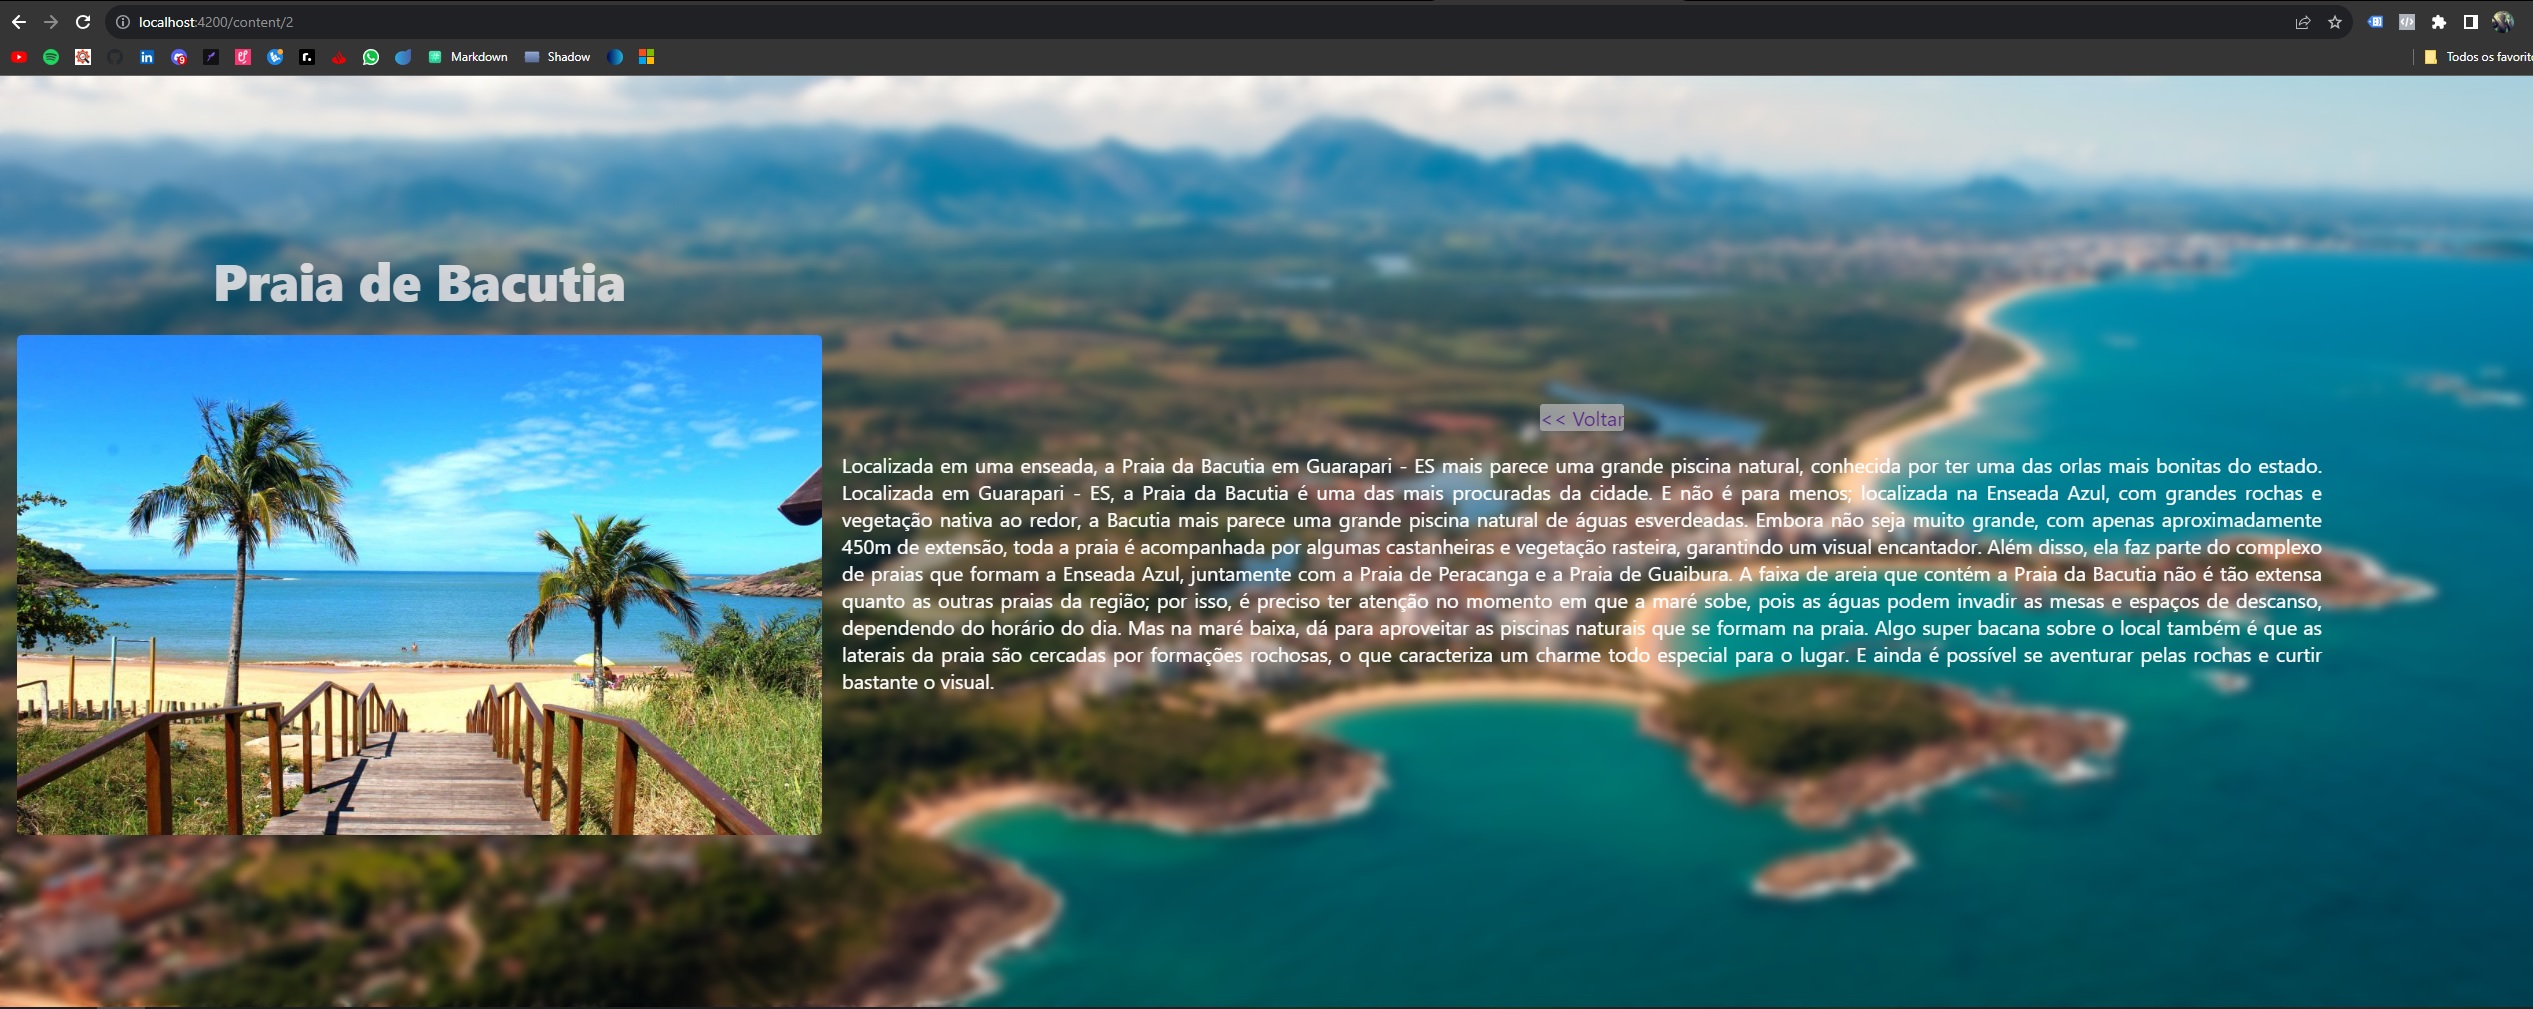 localhost:4200/content/2
9
Markdown
Shadow
Todos os favorit
Praia de Bacutia
<< Voltar
Localizada em uma enseada, a Praia da Bacutia em Guarapari - ES mais parece uma grande piscina natural, conhecida por ter uma das orlas mais bonitas do estado.
Localizada em Guarapari - ES, a Praia da Bacutia é uma das mais procuradas da cidade. E não é para menos; localizada na Enseada Azul, com grandes rochas e
vegetação nativa ao redor, a Bacutia mais parece uma grande piscina natural de águas esverdeadas. Embora não seja muito grande, com apenas aproximadamente
450m de extensão, toda a praia é acompanhada por algumas castanheiras e vegetação rasteira, garantindo um visual encantador. Além disso, ela faz parte do complexo
de praias que formam a Enseada Azul, juntamente com a Praia de Peracanga e a Praia de Guaibura. A faixa de areia que contém a Praia da Bacutia não é tão extensa
quanto as outras praias da região; por isso, é preciso ter atenção no momento em que a maré sobe, pois as águas podem invadir as mesas e espaços de descanso,
dependendo do horário do dia. Mas na maré baixa, dá para aproveitar as piscinas naturais que se formam na praia. Algo super bacana sobre o local também é que as
laterais da praia são cercadas por formações rochosas, o que caracteriza um charme todo especial para o lugar. E ainda é possível se aventurar pelas rochas e curtir
bastante o visual.